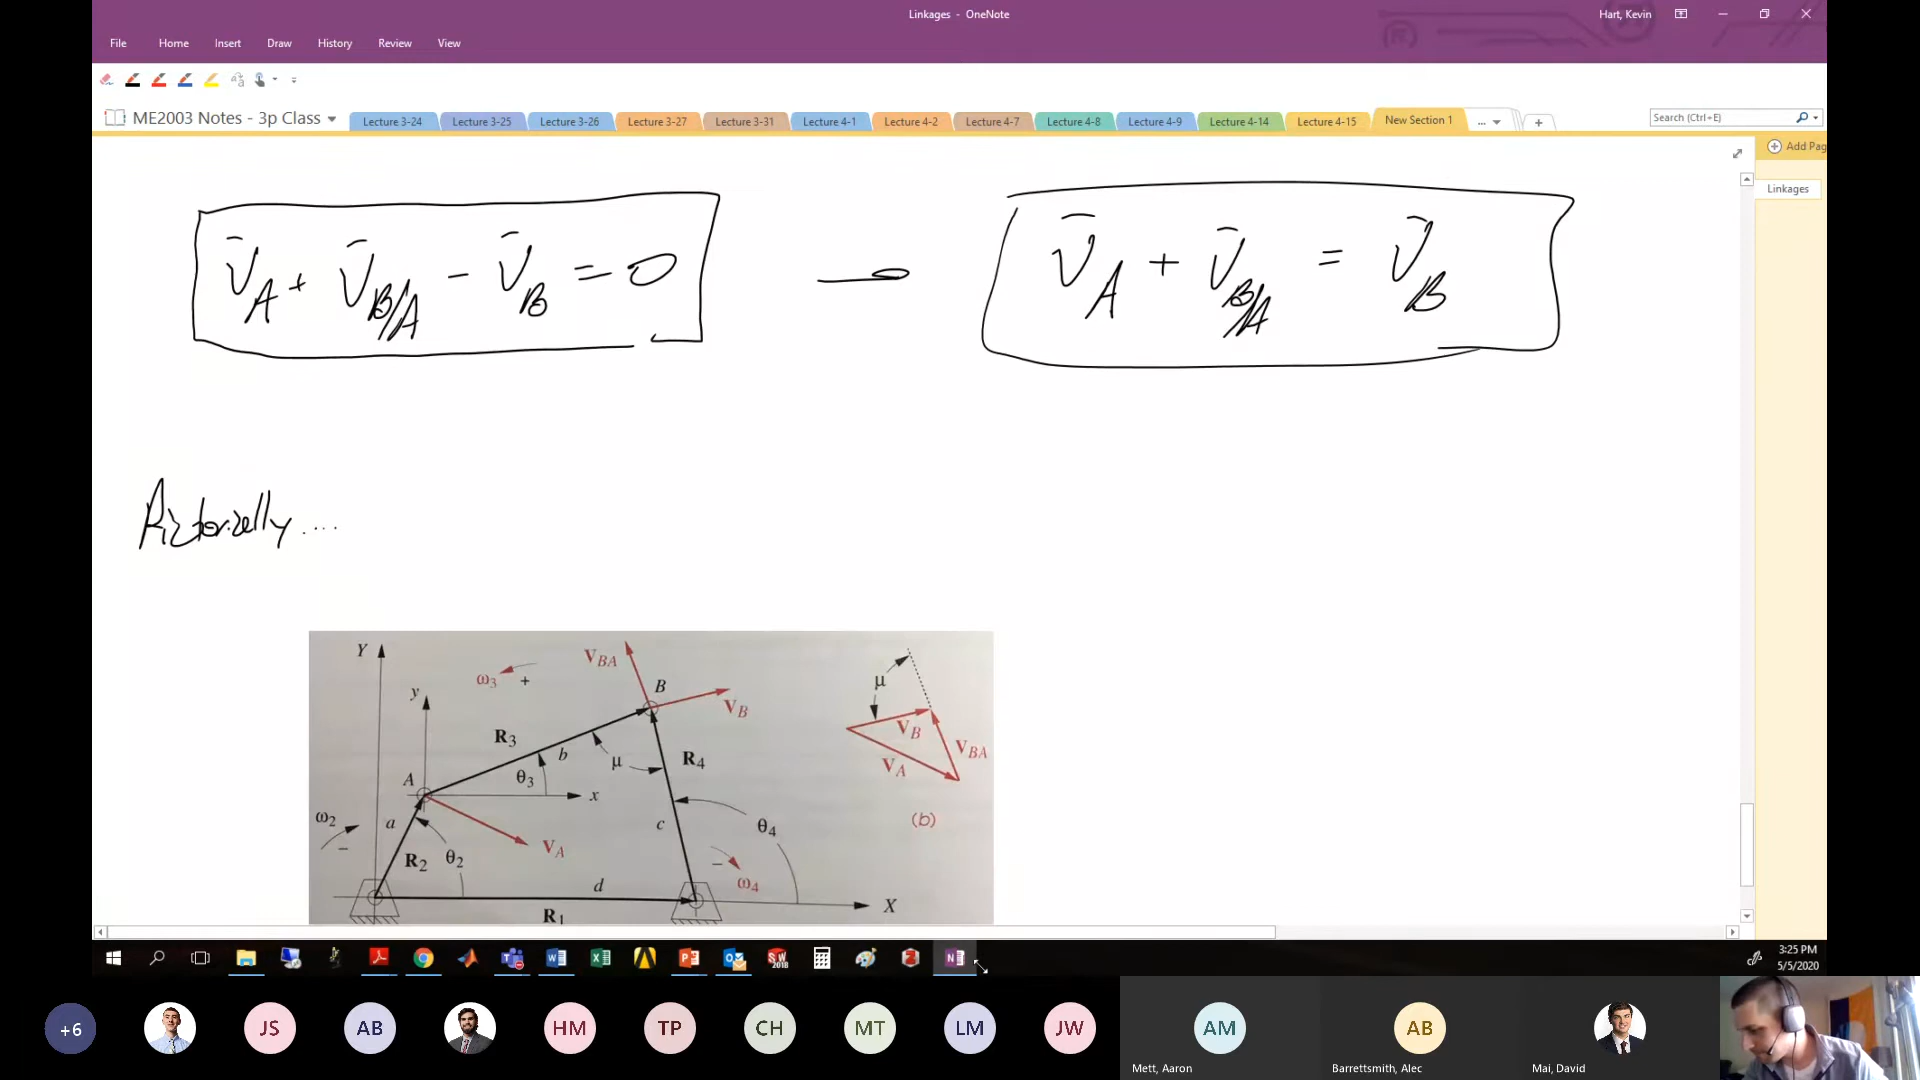 Linkages - OneNote
Hart, Kevin
File Home Insert Draw History Review View
ME2003 Notes - 3p Class
Lecture 3-24 Lecture 3-25 Lecture 3-26 Lecture 3-27 Lecture 3-31 Lecture 4-1 Lecture 4-2 Lecture 4-7 Lecture 4-8 Lecture 4-9 Lecture 4-14 Lecture 4-15 New Section 1 ...
Search (Ctrl+E)
Add Pag
Linkages
V̄A + V̄B/A - V̄B = 0
V̄A + V̄B/A = V̄B
Pictorially ....
Y
y
ω3
+
VBA
B
VB
R3
b
μ
R4
A
θ3
x
ω2
−
a
c
θ4
VA
R2
θ2
−
ω4
d
R1
X
μ
VB
VBA
VA
(b)
3:25 PM
5/5/2020
+6 JS AB HM TP CH MT LM JW AM AB
Mett, Aaron
Barrettsmith, Alec
Mai, David